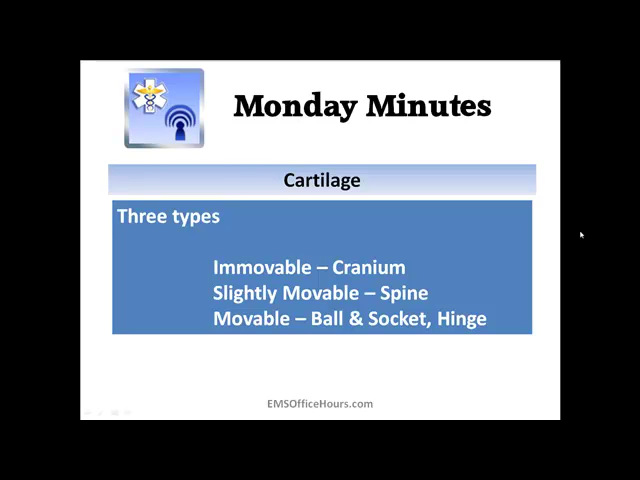 Monday Minutes
Cartilage
Three types
Immovable – Cranium
Slightly Movable – Spine
Movable – Ball & Socket, Hinge
EMSOfficeHours.com